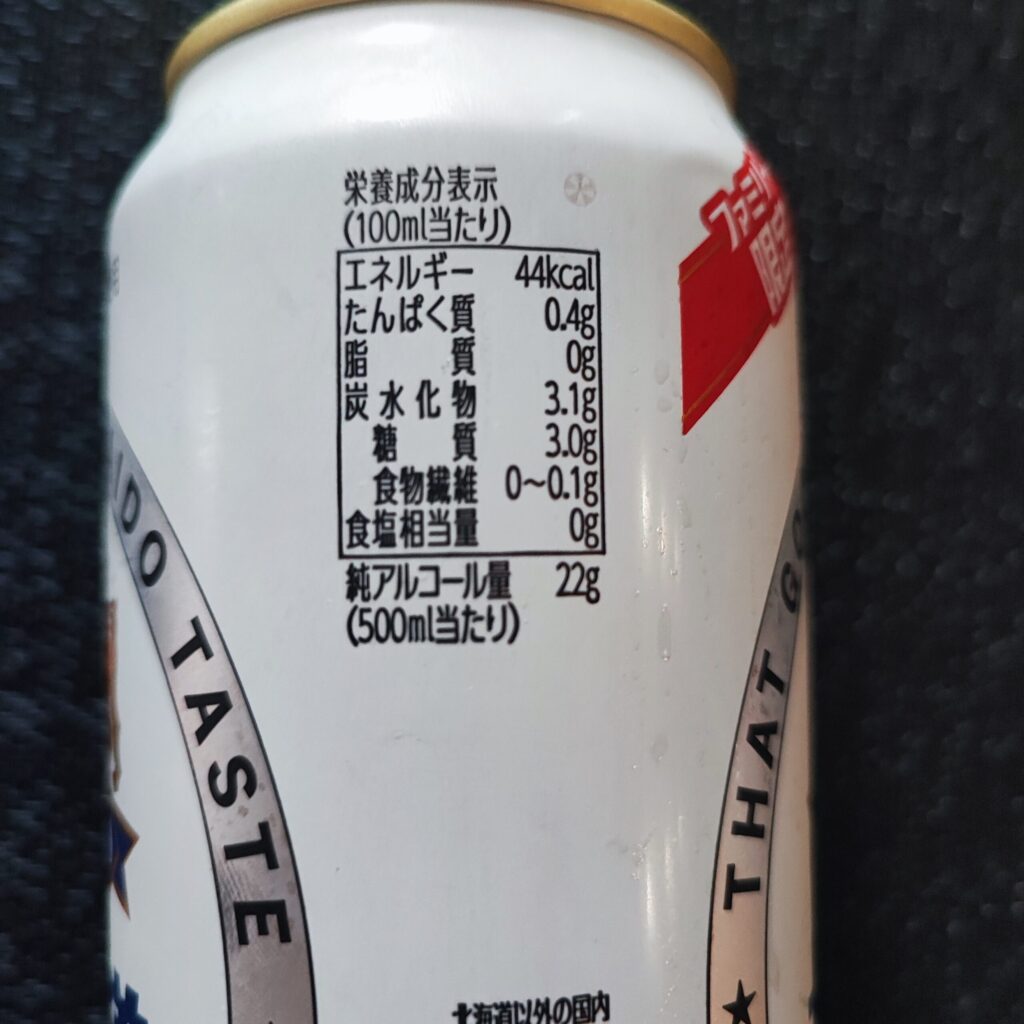 栄養成分表示
(100ml当たり)
エネルギー 44kcal
たんぱく質 0.4g
脂質 0g
炭水化物 3.1g
糖質 3.0g
食物繊維 0～0.1g
食塩相当量 0g
純アルコール量 22g
(500ml当たり)
TASTE
★ THAT
北海道以外の国内